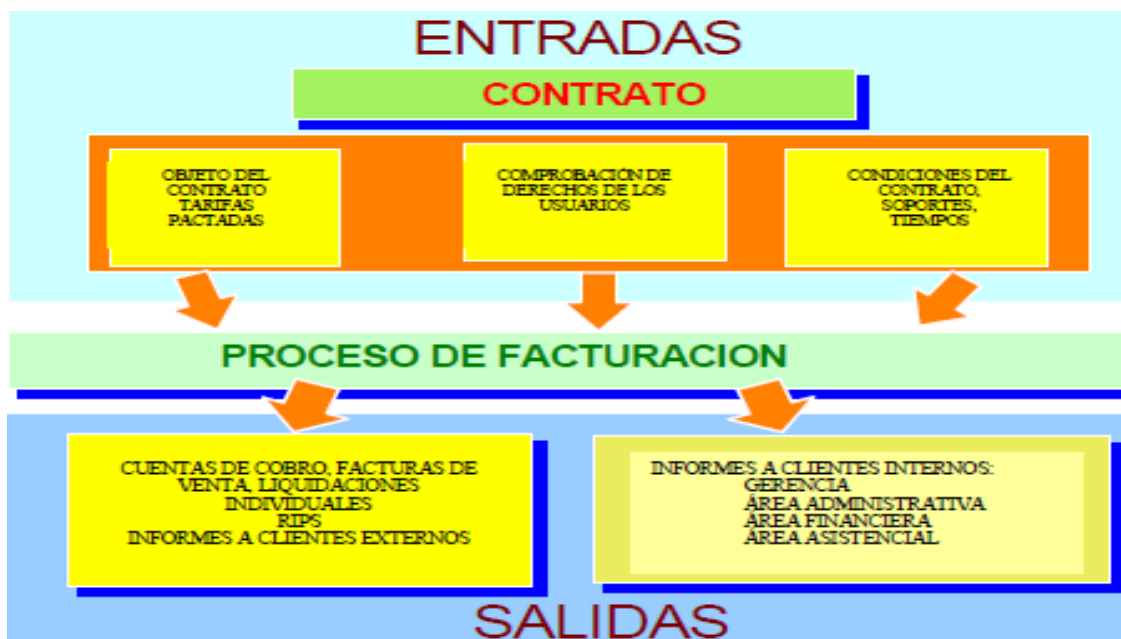 ENTRADAS
CONTRATO
OBJETO DEL
CONTRATO
TARIFAS
PACTADAS
COMPROBACIÓN DE
DERECHOS DE LOS
USUARIOS
CONDICIONES DEL
CONTRATO,
SOPORTES,
TIEMPOS
PROCESO DE FACTURACION
CUENTAS DE COBRO, FACTURAS DE
VENTA, LIQUIDACIONES
INDIVIDUALES
RIPS
INFORMES A CLIENTES EXTERNOS
INFORMES A CLIENTES INTERNOS:
GERENCIA
ÁREA ADMINISTRATIVA
ÁREA FINANCIERA
ÁREA ASISTENCIAL
SALIDAS